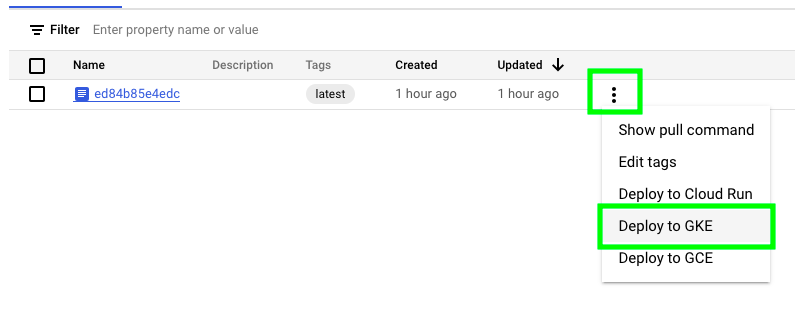 Filter Enter property name or value
Name Description Tags Created Updated
ed84b85e4edc latest 1 hour ago 1 hour ago
Show pull command
Edit tags
Deploy to Cloud Run
Deploy to GKE
Deploy to GCE